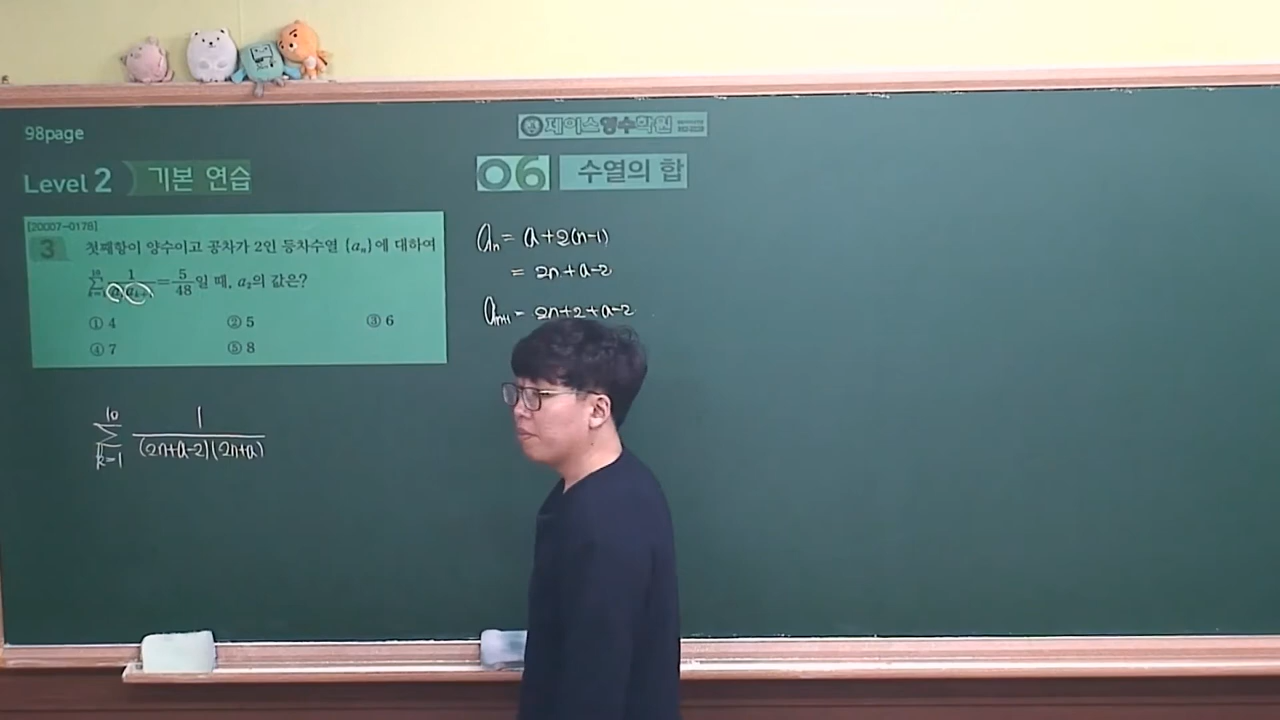 98page
제이스영수학원
Level 2 기본 연습
06 수열의 합
[20007-0178]
3 첫째항이 양수이고 공차가 2인 등차수열 {aₙ}에 대하여
∑ₖ₌₁¹⁰ 1/(aₖaₖ₊₁) = 5/48일 때, a₂의 값은?
① 4 ② 5 ③ 6
④ 7 ⑤ 8
aₙ = a+2(n-1)
= 2n+a-2
aₙ₊₁ = 2n+2+a-2
∑ₖ₌₁¹⁰ 1/(2n+a-2)(2n+a)